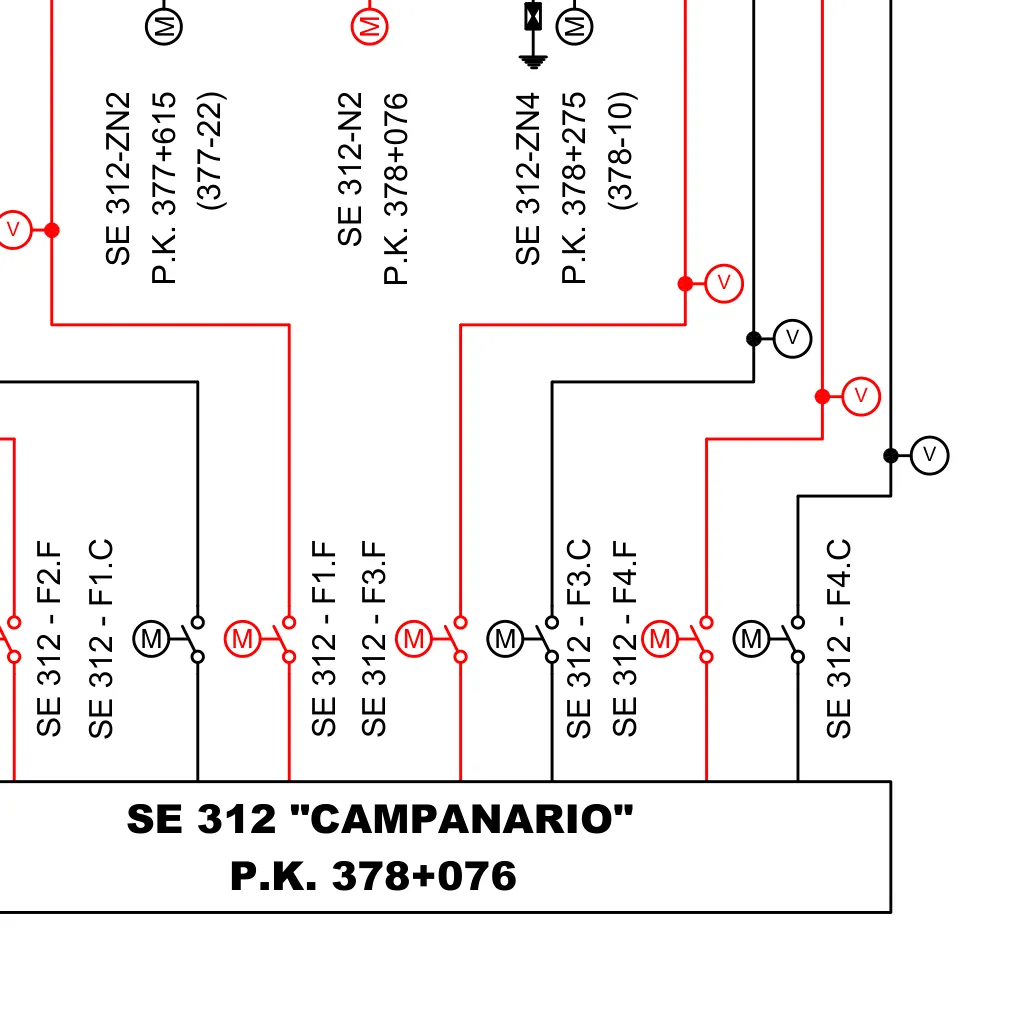 M
M
M
SE 312-ZN2
P.K. 377+615
(377-22)
SE 312-N2
P.K. 378+076
SE 312-ZN4
P.K. 378+275
(378-10)
V
V
V
V
V
SE 312 - F2.F
SE 312 - F1.C
M
M
SE 312 - F1.F
SE 312 - F3.F
M
M
SE 312 - F3.C
SE 312 - F4.F
M
M
SE 312 - F4.C
SE 312 "CAMPANARIO"
P.K. 378+076